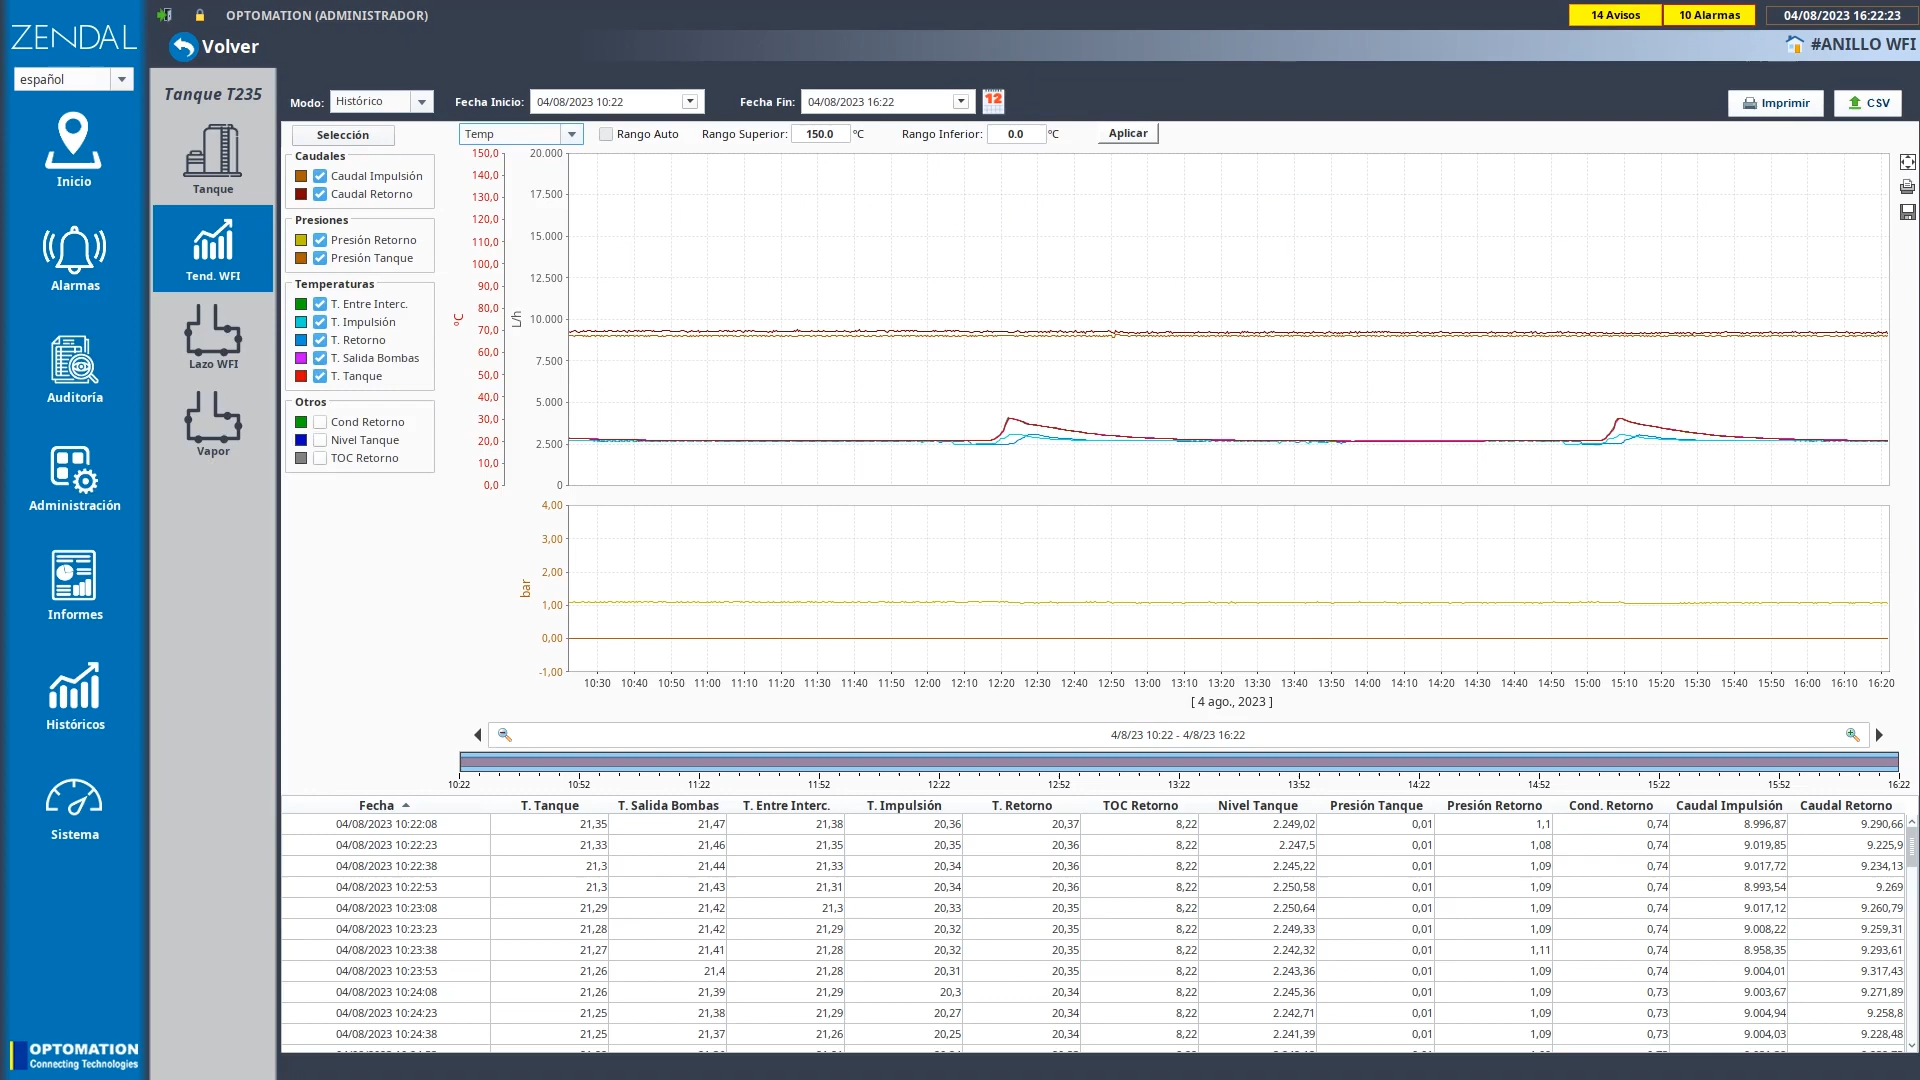 ZENDAL
OPTOMATION (ADMINISTRADOR)
14 Avisos
10 Alarmas
04/08/2023 16:22:23
Volver
#ANILLO WFI
español
Inicio
Alarmas
Auditoría
Administración
Informes
Históricos
Sistema
OPTOMATION
Connecting Technologies
Tanque T235
Tanque
Tend. WFI
Lazo WFI
Vapor
Modo: Histórico
Fecha Inicio: 04/08/2023 10:22
Fecha Fin: 04/08/2023 16:22
12
Imprimir
CSV
Selección
Temp
Rango Auto
Rango Superior: 150.0 ºC
Rango Inferior: 0.0 ºC
Aplicar
Caudales
Caudal Impulsión
Caudal Retorno
Presiones
Presión Retorno
Presión Tanque
Temperaturas
T. Entre Interc.
T. Impulsión
T. Retorno
T. Salida Bombas
T. Tanque
Otros
Cond Retorno
Nivel Tanque
TOC Retorno
150,0
140,0
130,0
120,0
110,0
100,0
90,0
80,0
70,0
60,0
50,0
40,0
30,0
20,0
10,0
0,0
ºC
20.000
17.500
15.000
12.500
10.000
7.500
5.000
2.500
0
L/h
4,00
3,00
2,00
1,00
0,00
-1,00
bar
10:30 10:40 10:50 11:00 11:10 11:20 11:30 11:40 11:50 12:00 12:10 12:20 12:30 12:40 12:50 13:00 13:10 13:20 13:30 13:40 13:50 14:00 14:10 14:20 14:30 14:40 14:50 15:00 15:10 15:20 15:30 15:40 15:50 16:00 16:10 16:20
[ 4 ago., 2023 ]
4/8/23 10:22 - 4/8/23 16:22
10:22 10:52 11:22 11:52 12:22 12:52 13:22 13:52 14:22 14:52 15:22 15:52 16:22
Fecha T. Tanque T. Salida Bombas T. Entre Interc. T. Impulsión T. Retorno TOC Retorno Nivel Tanque Presión Tanque Presión Retorno Cond. Retorno Caudal Impulsión Caudal Retorno
04/08/2023 10:22:08 21,35 21,47 21,38 20,36 20,37 8,22 2.249,02 0,01 1,1 0,74 8.996,87 9.290,66
04/08/2023 10:22:23 21,33 21,46 21,35 20,35 20,36 8,22 2.247,5 0,01 1,08 0,74 9.019,85 9.225,9
04/08/2023 10:22:38 21,3 21,44 21,33 20,34 20,36 8,22 2.245,22 0,01 1,09 0,74 9.017,72 9.234,13
04/08/2023 10:22:53 21,3 21,43 21,31 20,34 20,36 8,22 2.250,58 0,01 1,09 0,74 8.993,54 9.269
04/08/2023 10:23:08 21,29 21,42 21,3 20,33 20,35 8,22 2.250,64 0,01 1,09 0,74 9.017,12 9.260,79
04/08/2023 10:23:23 21,28 21,42 21,29 20,32 20,35 8,22 2.249,33 0,01 1,09 0,74 9.008,22 9.259,31
04/08/2023 10:23:38 21,27 21,41 21,28 20,32 20,35 8,22 2.242,32 0,01 1,11 0,74 8.958,35 9.293,61
04/08/2023 10:23:53 21,26 21,4 21,28 20,31 20,35 8,22 2.243,36 0,01 1,09 0,74 9.004,01 9.317,43
04/08/2023 10:24:08 21,26 21,39 21,29 20,3 20,34 8,22 2.245,36 0,01 1,09 0,73 9.003,67 9.271,89
04/08/2023 10:24:23 21,25 21,38 21,29 20,27 20,34 8,22 2.242,71 0,01 1,09 0,73 9.004,94 9.258,8
04/08/2023 10:24:38 21,25 21,37 21,26 20,25 20,34 8,22 2.241,39 0,01 1,09 0,73 9.004,03 9.228,48